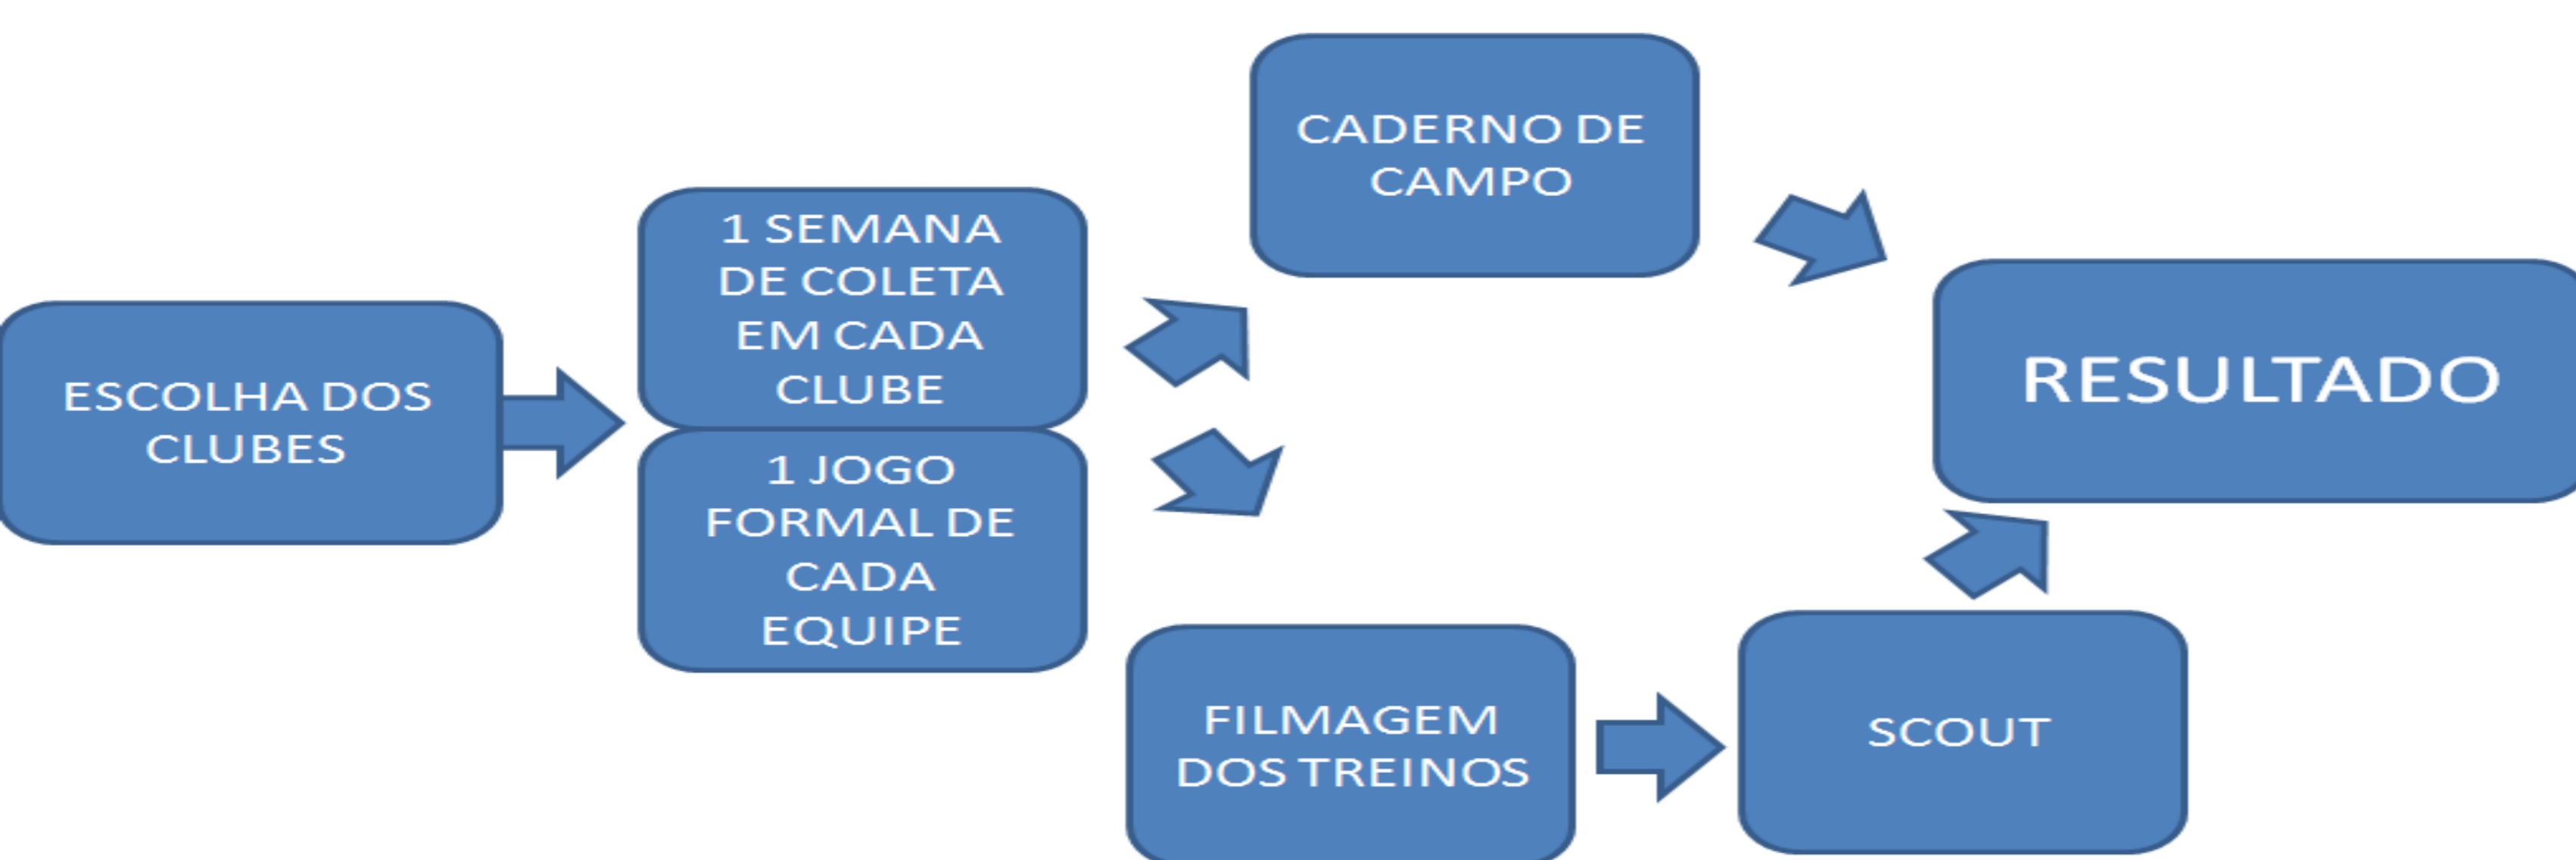 ESCOLHA DOS
CLUBES
1 SEMANA
DE COLETA
EM CADA
CLUBE
1 JOGO
FORMAL DE
CADA
EQUIPE
CADERNO DE
CAMPO
FILMAGEM
DOS TREINOS
SCOUT
RESULTADO